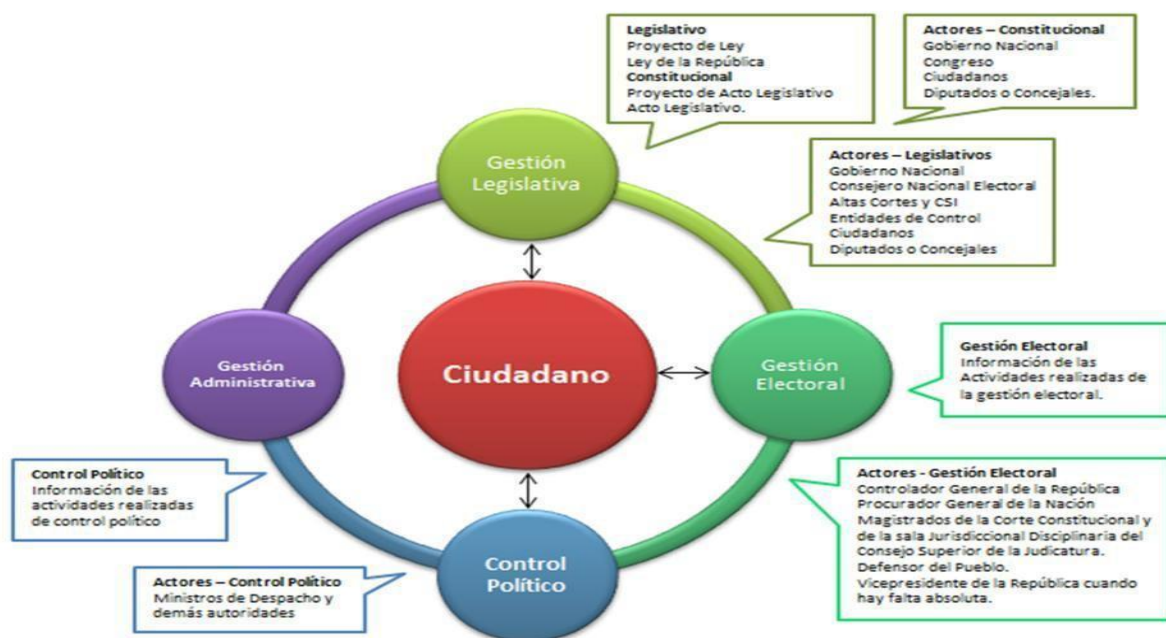 Legislativo
Proyecto de Ley
Ley de la República
Constitucional
Proyecto de Acto Legislativo
Acto Legislativo.
Actores – Constitucional
Gobierno Nacional
Congreso
Ciudadanos
Diputados o Concejales.
Gestión
Legislativa
Actores – Legislativos
Gobierno Nacional
Consejero Nacional Electoral
Altas Cortes y CSI
Entidades de Control
Ciudadanos
Diputados o Concejales
Gestión
Administrativa
Ciudadano
Gestión
Electoral
Gestión Electoral
Información de las
Actividades realizadas de
la gestión electoral.
Control Político
Información de las
actividades realizadas
de control político
Actores - Gestión Electoral
Controlador General de la República
Procurador General de la Nación
Magistrados de la Corte Constitucional y
de la sala Jurisdiccional Disciplinaria del
Consejo Superior de la Judicatura.
Defensor del Pueblo.
Vicepresidente de la República cuando
hay falta absoluta.
Control
Político
Actores – Control Político
Ministros de Despacho y
demás autoridades